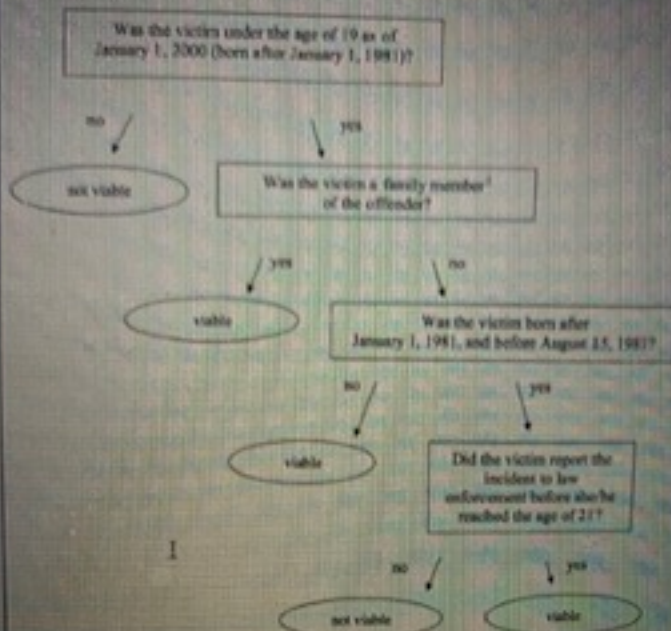 Was the victim under the age of 19 as of
January 1, 2000 (born after January 1, 1981)?
no
yes
not viable
Was the victim a family member
of the offender?
yes
no
viable
Was the victim born after
January 1, 1981, and before August 15, 1981?
no
yes
viable
Did the victim report the
incident to law
enforcement before she/he
reached the age of 21?
no
yes
not viable
viable